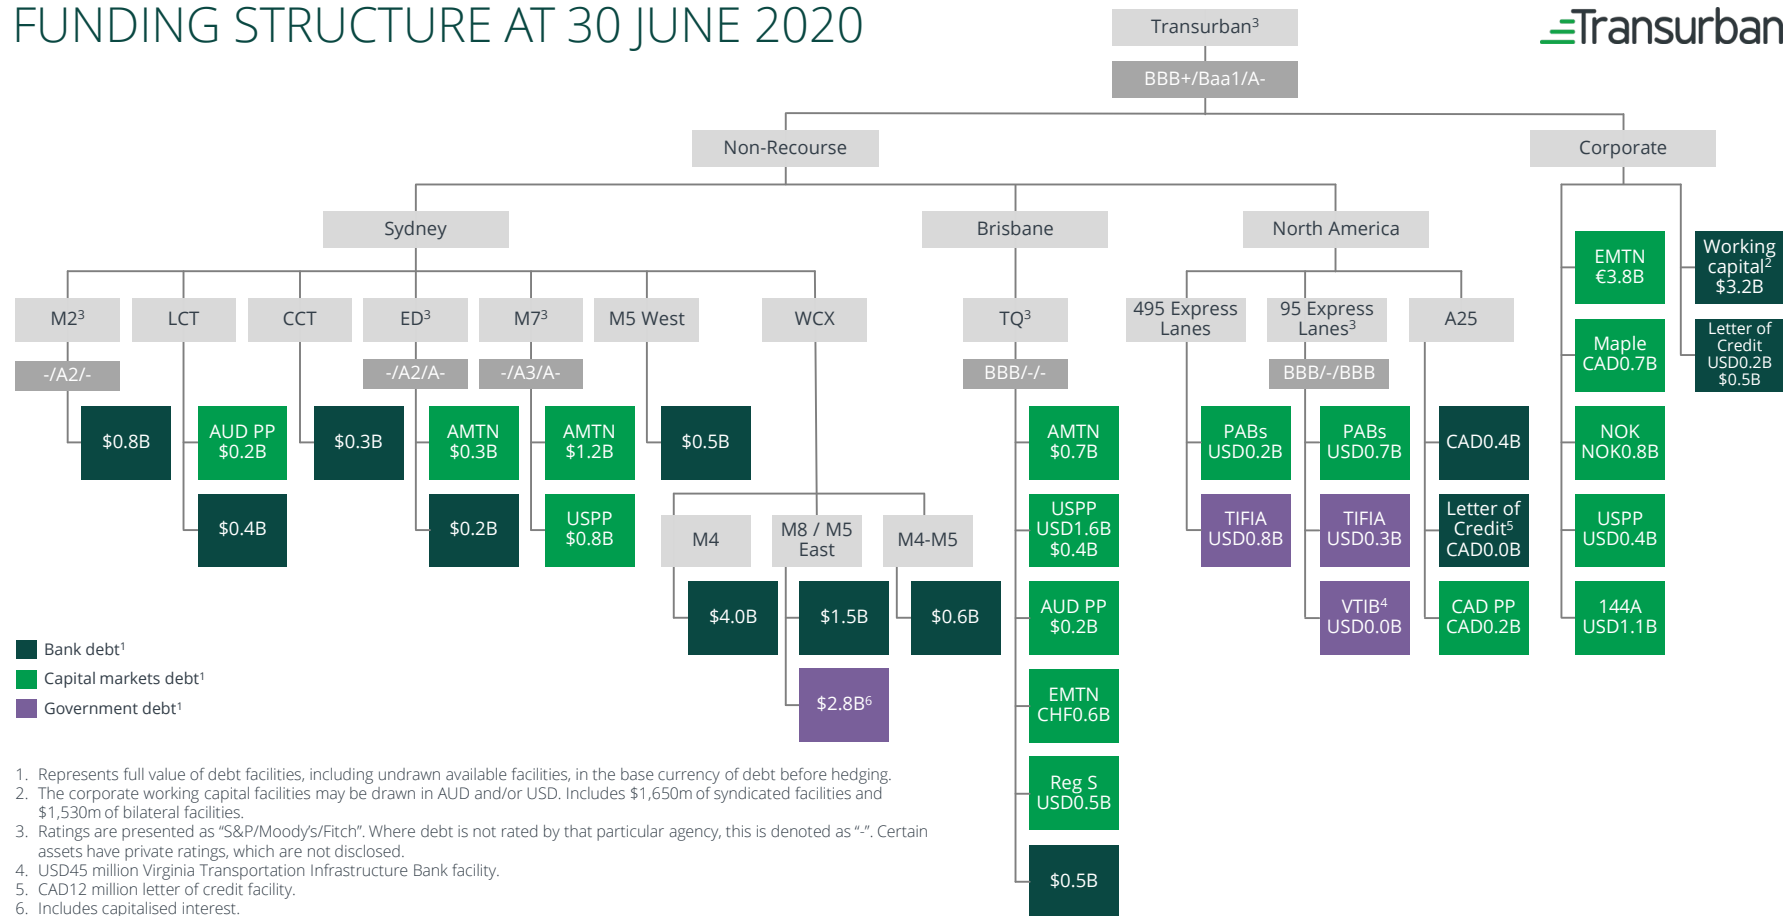 FUNDING STRUCTURE AT 30 JUNE 2020
Transurban
Transurban³
BBB+/Baa1/A-
Non-Recourse
Corporate
Sydney
Brisbane
North America
M2³
LCT
CCT
ED³
M7³
M5 West
WCX
TQ³
495 Express
Lanes
95 Express
Lanes³
A25
-/A2/-
-/A2/A-
-/A3/A-
BBB/-/-
BBB/-/BBB
EMTN
€3.8B
Working
capital²
$3.2B
Maple
CAD0.7B
Letter of
Credit
USD0.2B
$0.5B
$0.8B
AUD PP
$0.2B
$0.3B
AMTN
$0.3B
AMTN
$1.2B
$0.5B
AMTN
$0.7B
PABs
USD0.2B
PABs
USD0.7B
CAD0.4B
NOK
NOK0.8B
$0.4B
$0.2B
USPP
$0.8B
M4
M8 / M5
East
M4-M5
USPP
USD1.6B
$0.4B
TIFIA
USD0.8B
TIFIA
USD0.3B
Letter of
Credit⁵
CAD0.0B
USPP
USD0.4B
$4.0B
$1.5B
$0.6B
AUD PP
$0.2B
VTIB⁴
USD0.0B
CAD PP
CAD0.2B
144A
USD1.1B
$2.8B⁶
EMTN
CHF0.6B
Reg S
USD0.5B
$0.5B
Bank debt¹
Capital markets debt¹
Government debt¹
1. Represents full value of debt facilities, including undrawn available facilities, in the base currency of debt before hedging.
2. The corporate working capital facilities may be drawn in AUD and/or USD. Includes $1,650m of syndicated facilities and
$1,530m of bilateral facilities.
3. Ratings are presented as “S&P/Moody’s/Fitch”. Where debt is not rated by that particular agency, this is denoted as “-”. Certain
assets have private ratings, which are not disclosed.
4. USD45 million Virginia Transportation Infrastructure Bank facility.
5. CAD12 million letter of credit facility.
6. Includes capitalised interest.